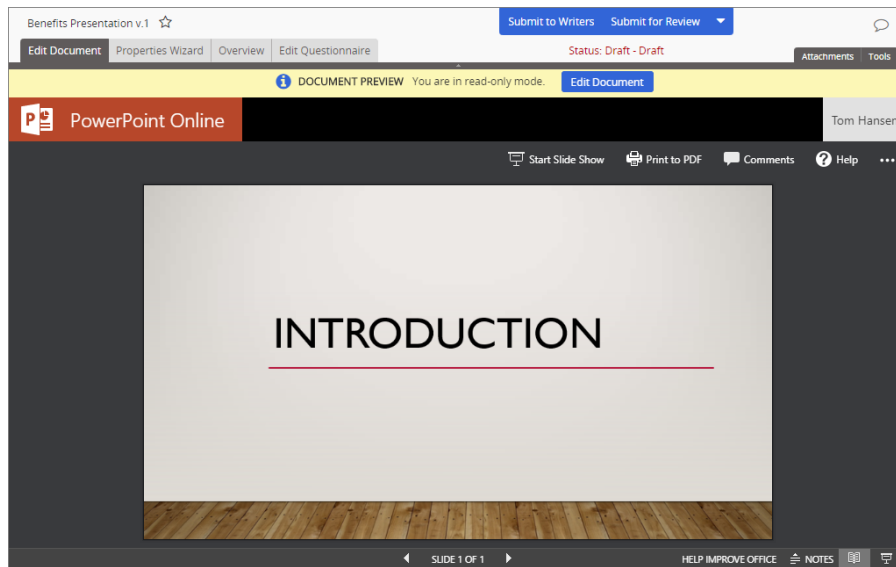 Benefits Presentation v.1
Submit to Writers Submit for Review
Edit Document Properties Wizard Overview Edit Questionnaire
Status: Draft - Draft
Attachments Tools
DOCUMENT PREVIEW You are in read-only mode. Edit Document
PowerPoint Online
Tom Hansen
Start Slide Show Print to PDF Comments Help
INTRODUCTION
SLIDE 1 OF 1
HELP IMPROVE OFFICE NOTES